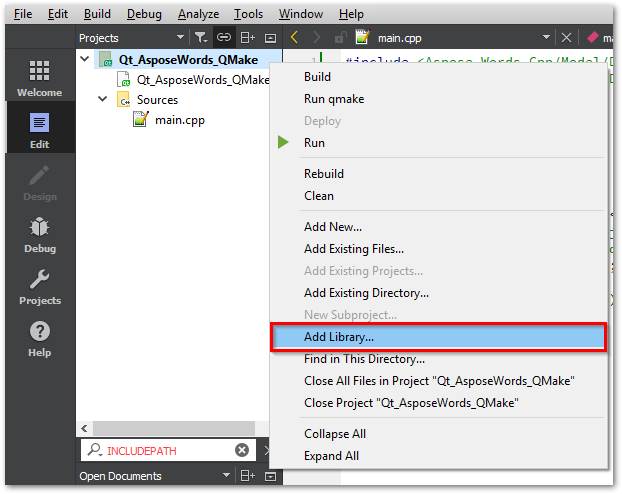 File Edit Build Debug Analyze Tools Window Help
Projects
main.cpp
Qt_AsposeWords_QMake
#include <Aspose.Words.Cpp/Model/D
Qt_AsposeWords_QMake
Sources
main.cpp
Welcome
Edit
Design
Debug
Projects
Help
Build
Run qmake
Deploy
Run
Rebuild
Clean
Add New...
Add Existing Files...
Add Existing Projects...
Add Existing Directory...
New Subproject...
Add Library...
Find in This Directory...
Close All Files in Project "Qt_AsposeWords_QMake"
Close Project "Qt_AsposeWords_QMake"
Collapse All
Expand All
INCLUDEPATH
Open Documents